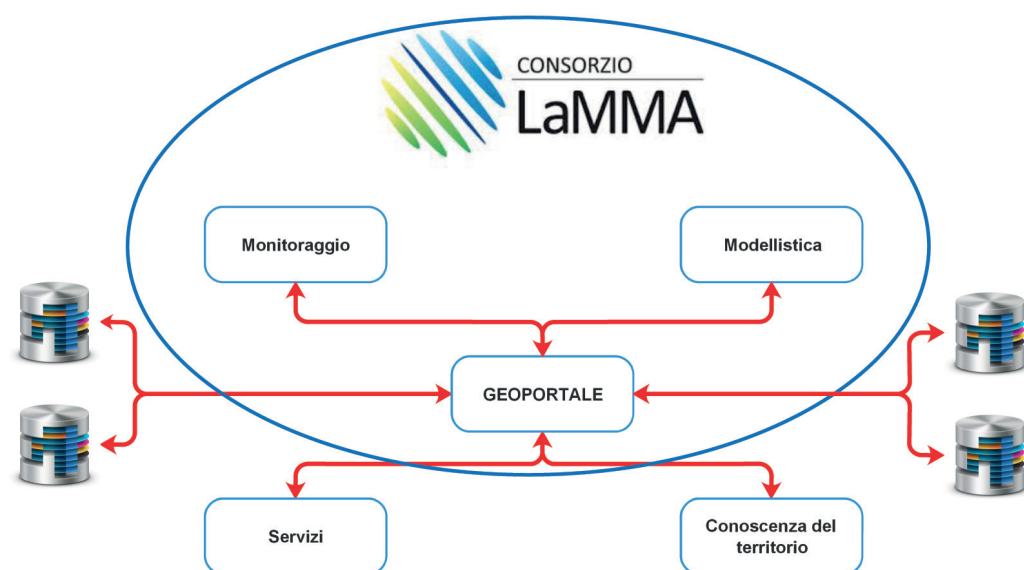 CONSORZIO
LaMMA
Monitoraggio
Modellistica
GEOPORTALE
Servizi
Conoscenza del
territorio